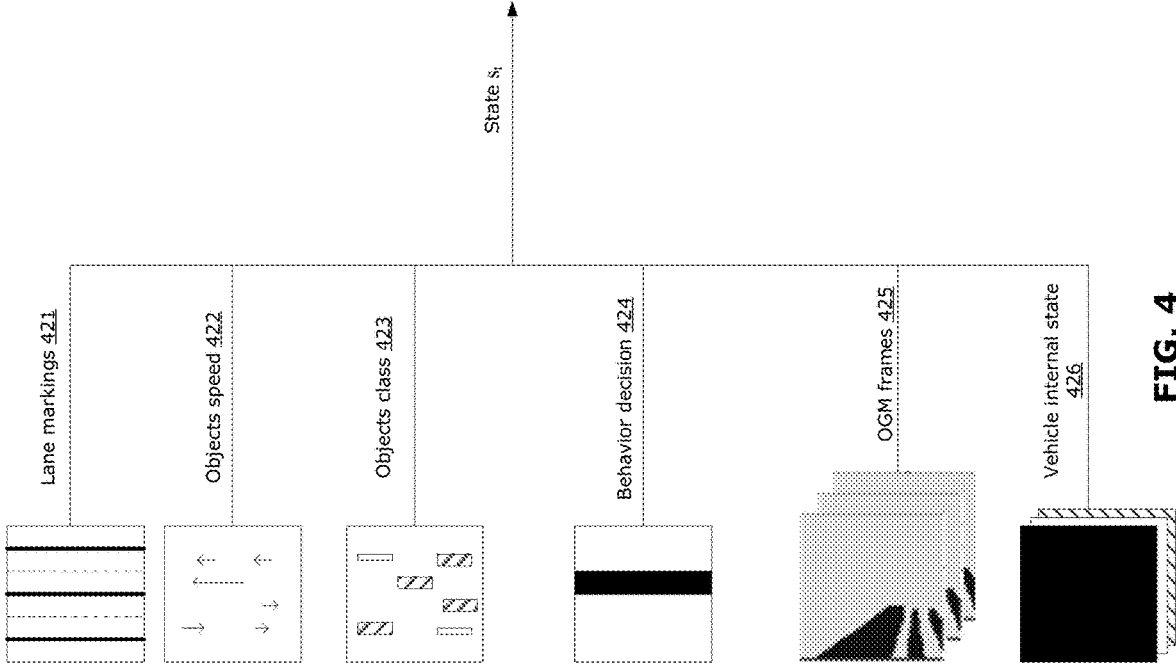 State sₜ
Lane markings 421
Objects speed 422
Objects class 423
Behavior decision 424
OGM frames 425
Vehicle internal state
426
FIG. 4